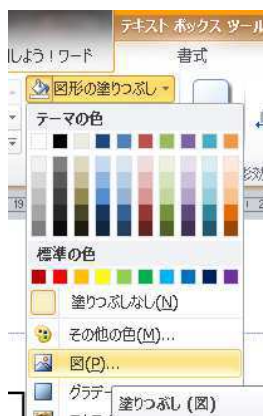 テキスト ボックス ツール
しよう！ワード
書式
図形の塗りつぶし
テーマの色
19
2
標準の色
塗りつぶしなし(N)
その他の色(M)...
図(P)...
グラデー
塗りつぶし (図)